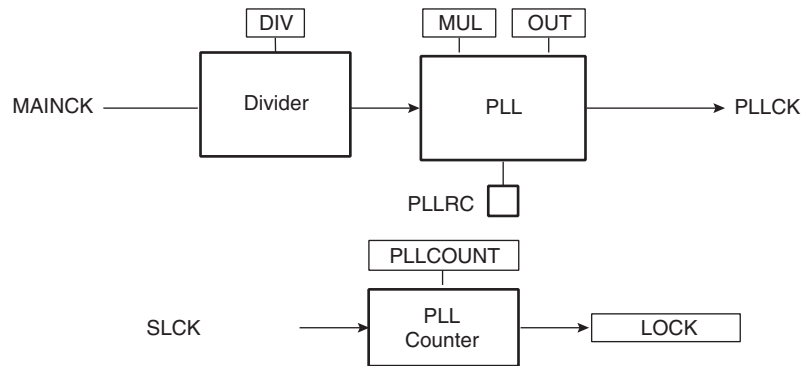 DIV
MUL
OUT
MAINCK
Divider
PLL
PLLCK
PLLRC
PLLCOUNT
SLCK
PLL
Counter
LOCK